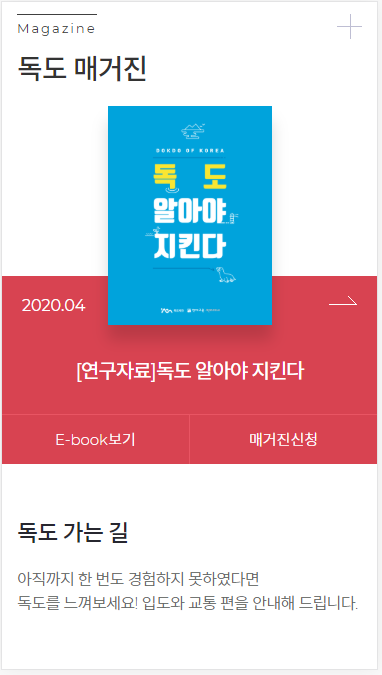 Magazine
독도 매거진
DOKDO OF KOREA
독도
알아야
지킨다
2020.04
[연구자료]독도 알아야 지킨다
E-book보기
매거진신청
독도 가는 길
아직까지 한 번도 경험하지 못하였다면
독도를 느껴보세요! 입도와 교통 편을 안내해 드립니다.